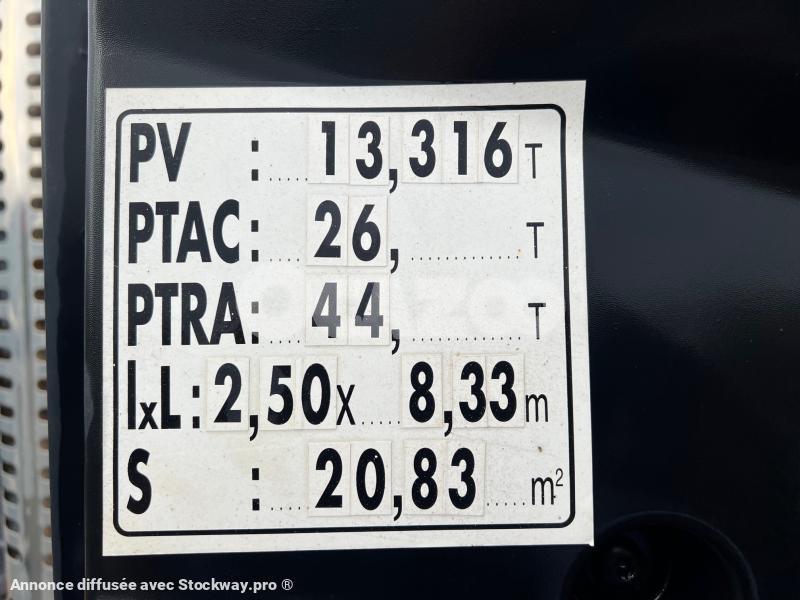 PV : ..... 13,316 T
PTAC: ..... 26, ............... T
PTRA: ..... 44, ............... T
lxL: 2,50x ..... 8,33 m
S : ..... 20,83 ..... m²
Annonce diffusée avec Stockway.pro ®